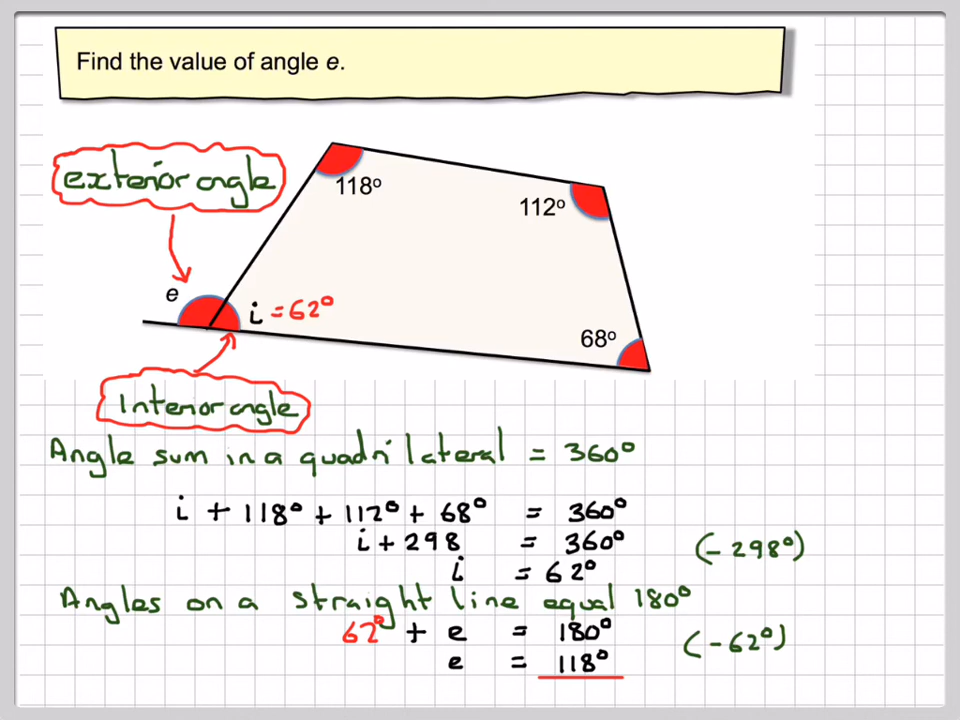 Find the value of angle e.
exterior angle
118°
112°
e
i = 62°
68°
Interior angle
Angle sum in a quadrilateral = 360°
i + 118° + 112° + 68° = 360°
i + 298 = 360° (- 298°)
i = 62°
Angles on a straight line equal 180°
62° + e = 180° (- 62°)
e = 118°